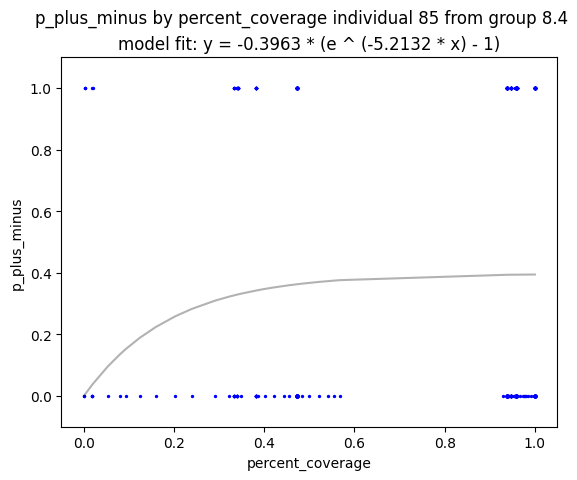 p_plus_minus by percent_coverage individual 85 from group 8.4
model fit: y = -0.3963 * (e ^ (-5.2132 * x) - 1)
1.0
0.8
0.6
0.4
0.2
0.0
p_plus_minus
0.0 0.2 0.4 0.6 0.8 1.0
percent_coverage